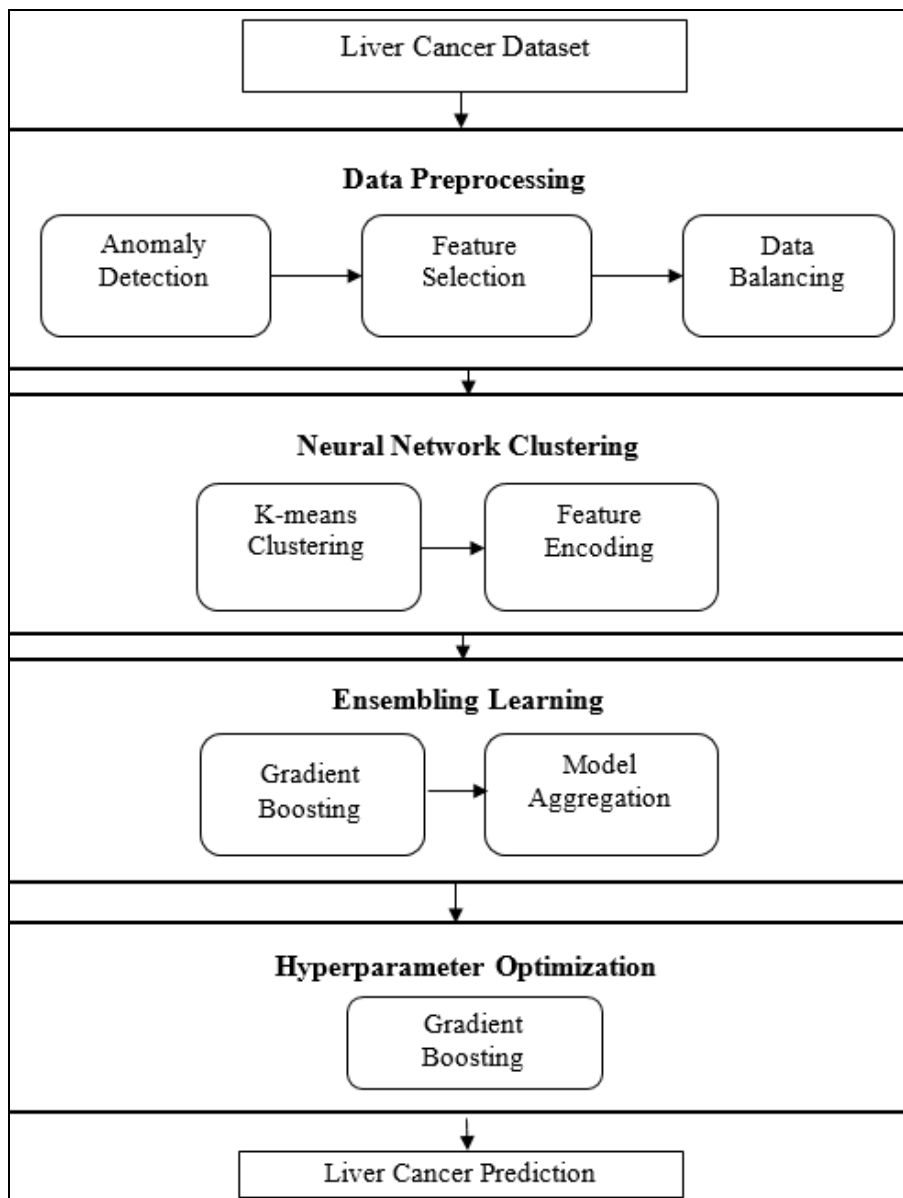 Liver Cancer Dataset
Data Preprocessing
Anomaly
Detection
Feature
Selection
Data
Balancing
Neural Network Clustering
K-means
Clustering
Feature
Encoding
Ensembling Learning
Gradient
Boosting
Model
Aggregation
Hyperparameter Optimization
Gradient
Boosting
Liver Cancer Prediction